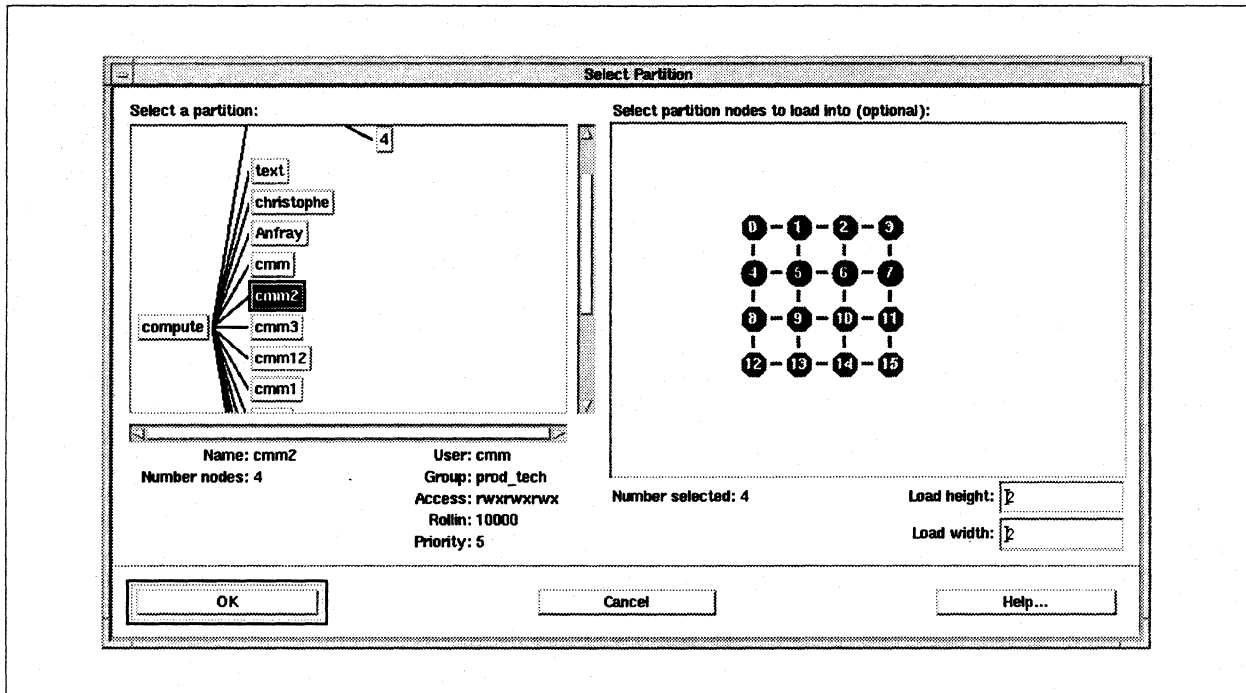 Select Partition
Select a partition:
4
text
christophe
Anfray
cmm
cmm2
compute
cmm3
cmm12
cmm1
Name: cmm2
Number nodes: 4
User: cmm
Group: prod_tech
Access: rwxrwxrwx
Rollin: 10000
Priority: 5
Select partition nodes to load into (optional):
0 1 2 3
4 5 6 7
8 9 10 11
12 13 14 15
Number selected: 4
Load height: 2
Load width: 2
OK
Cancel
Help...